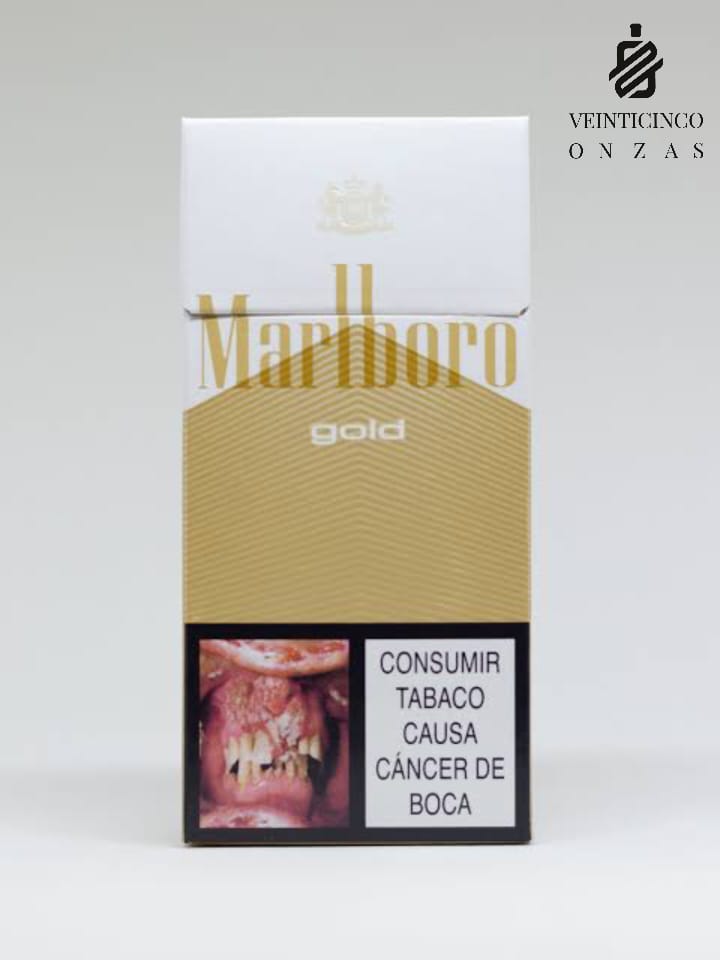 VEINTICINCO
ONZAS
Marlboro
gold
CONSUMIR
TABACO
CAUSA
CÁNCER DE
BOCA